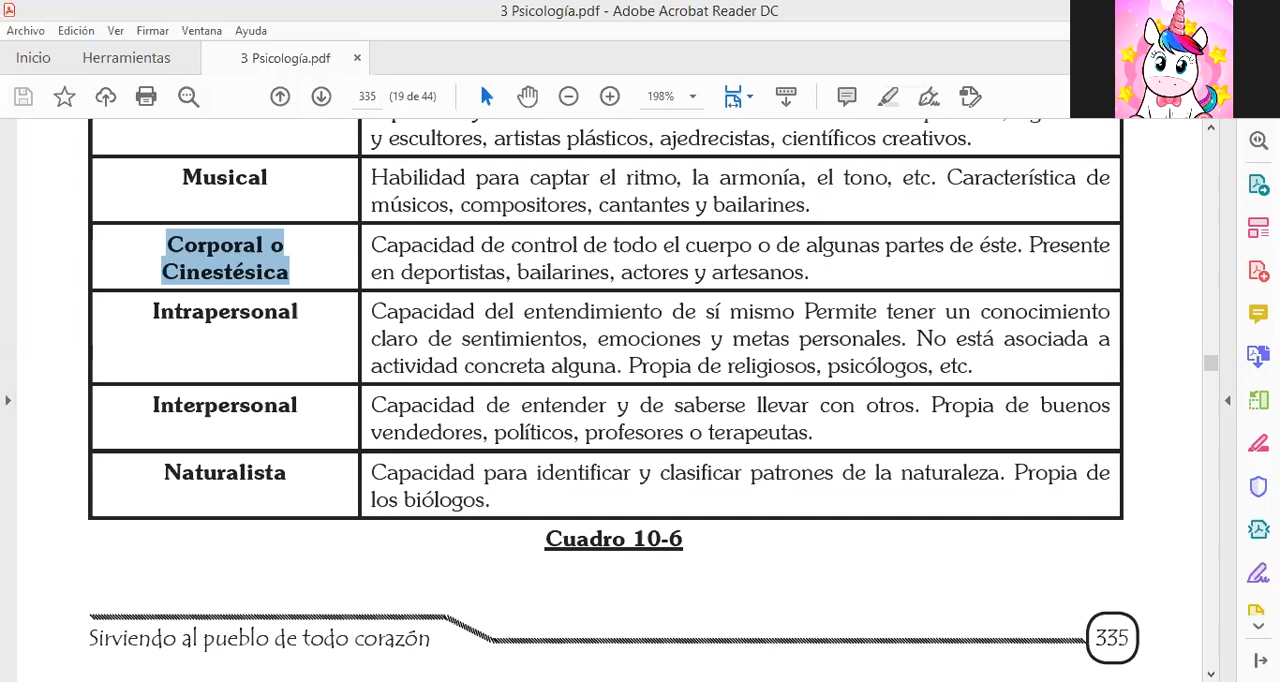 3 Psicología.pdf - Adobe Acrobat Reader DC
Archivo Edición Ver Firmar Ventana Ayuda
Inicio Herramientas 3 Psicología.pdf ×
335 (19 de 44) 198%
y escultores, artistas plásticos, ajedrecistas, científicos creativos.
Musical
Habilidad para captar el ritmo, la armonía, el tono, etc. Característica de
músicos, compositores, cantantes y bailarines.
Corporal o
Cinestésica
Capacidad de control de todo el cuerpo o de algunas partes de éste. Presente
en deportistas, bailarines, actores y artesanos.
Intrapersonal
Capacidad del entendimiento de sí mismo Permite tener un conocimiento
claro de sentimientos, emociones y metas personales. No está asociada a
actividad concreta alguna. Propia de religiosos, psicólogos, etc.
Interpersonal
Capacidad de entender y de saberse llevar con otros. Propia de buenos
vendedores, políticos, profesores o terapeutas.
Naturalista
Capacidad para identificar y clasificar patrones de la naturaleza. Propia de
los biólogos.
Cuadro 10-6
Sirviendo al pueblo de todo corazón
335